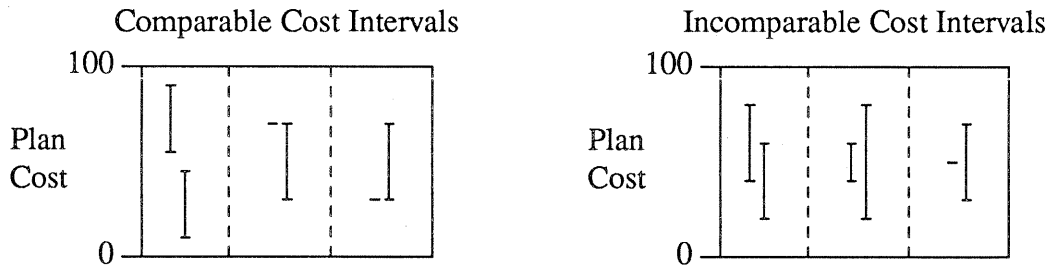 Comparable Cost Intervals
100
Plan
Cost
0
Incomparable Cost Intervals
100
Plan
Cost
0